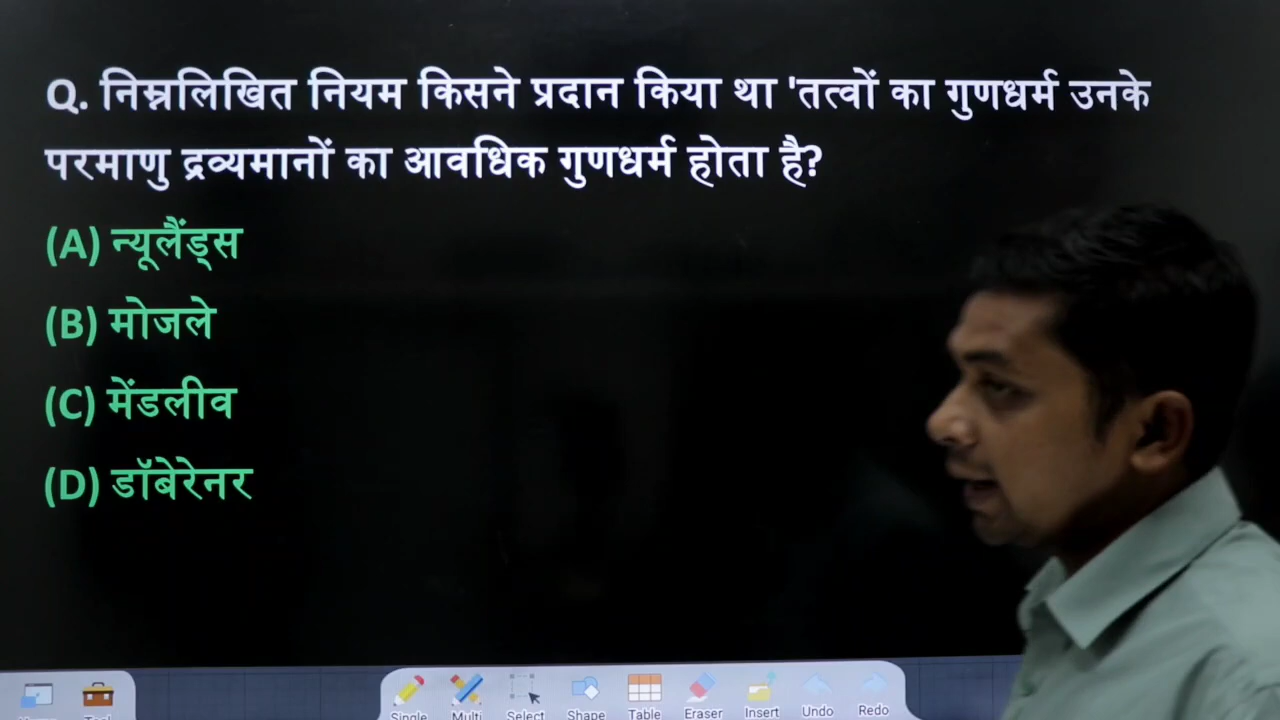 Q. निम्नलिखित नियम किसने प्रदान किया था 'तत्वों का गुणधर्म उनके
परमाणु द्रव्यमानों का आवधिक गुणधर्म होता है?
(A) न्यूलैंड्स
(B) मोजले
(C) मेंडलीव
(D) डॉबेरेनर
Single Multi Select Shape Table Eraser Insert Undo Redo